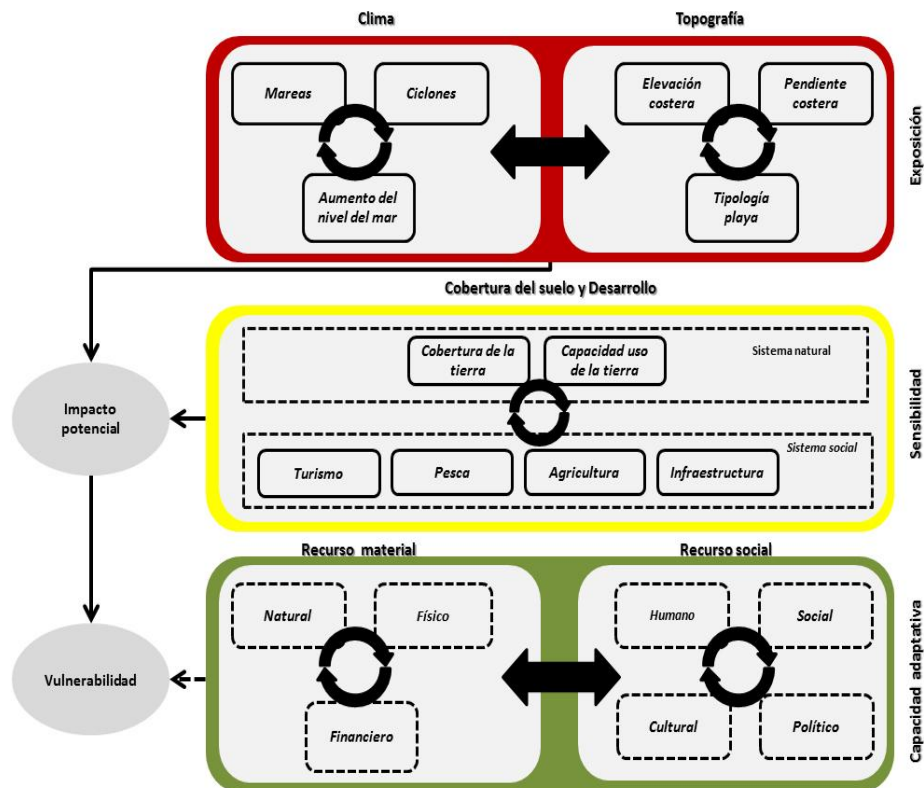 Clima
Topografía
Mareas
Ciclones
Aumento del
nivel del mar
Elevación
costera
Pendiente
costera
Tipología
playa
Exposición
Cobertura del suelo y Desarrollo
Cobertura de la
tierra
Capacidad uso
de la tierra
Sistema natural
Sistema social
Turismo
Pesca
Agricultura
Infraestructura
Sensibilidad
Impacto
potencial
Recurso material
Recurso social
Natural
Físico
Financiero
Humano
Social
Cultural
Político
Capacidad adaptativa
Vulnerabilidad